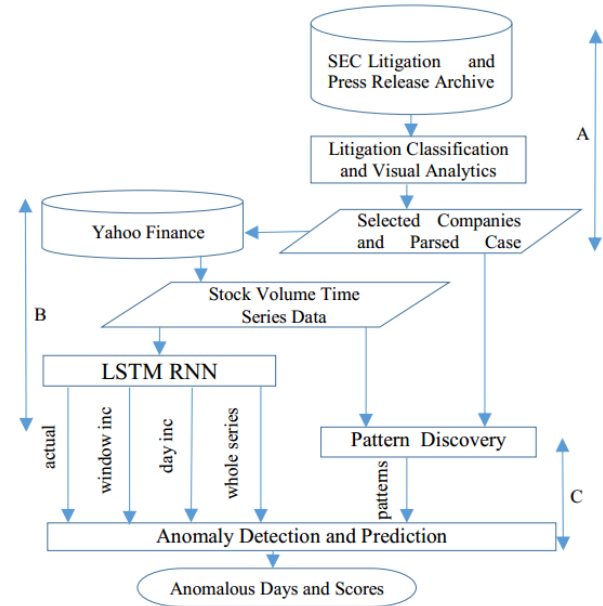 SEC Litigation and
Press Release Archive
A
Litigation Classification
and Visual Analytics
Selected Companies
and Parsed Case
Yahoo Finance
Stock Volume Time
Series Data
B
LSTM RNN
actual
window inc
day inc
whole series
Pattern Discovery
patterns
C
Anomaly Detection and Prediction
Anomalous Days and Scores